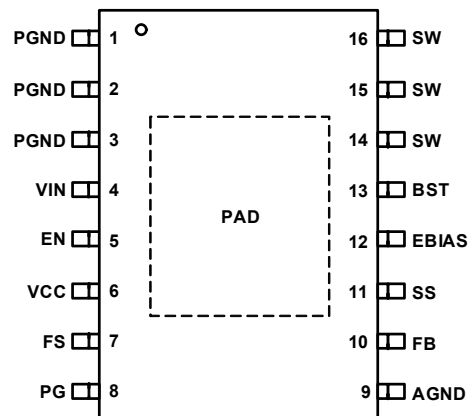 PGND 1 16 SW
PGND 2 15 SW
PGND 3 14 SW
VIN 4 13 BST
PAD
EN 5 12 EBIAS
VCC 6 11 SS
FS 7 10 FB
PG 8 9 AGND